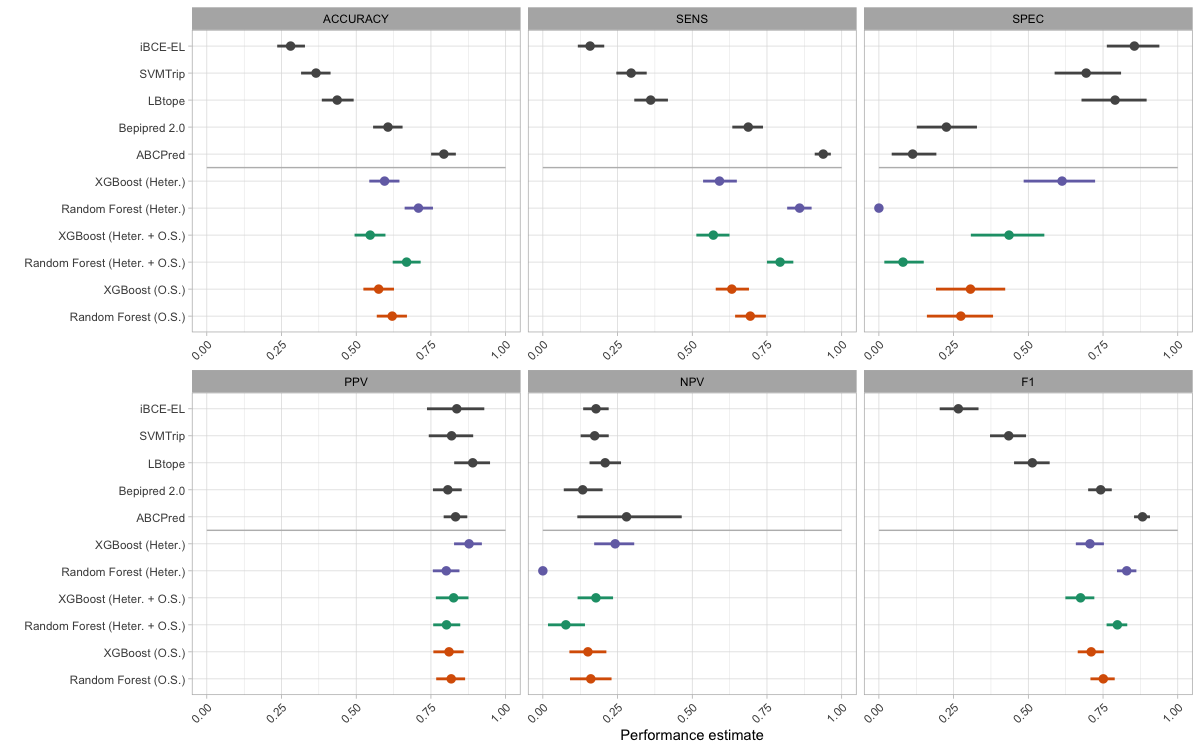 ACCURACY SENS SPEC
iBCE-EL
SVMTrip
LBtope
Bepipred 2.0
ABCPred
XGBoost (Heter.)
Random Forest (Heter.)
XGBoost (Heter. + O.S.)
Random Forest (Heter. + O.S.)
XGBoost (O.S.)
Random Forest (O.S.)
0.00 0.25 0.50 0.75 1.00 0.00 0.25 0.50 0.75 1.00 0.00 0.25 0.50 0.75 1.00
PPV NPV F1
iBCE-EL
SVMTrip
LBtope
Bepipred 2.0
ABCPred
XGBoost (Heter.)
Random Forest (Heter.)
XGBoost (Heter. + O.S.)
Random Forest (Heter. + O.S.)
XGBoost (O.S.)
Random Forest (O.S.)
0.00 0.25 0.50 0.75 1.00 0.00 0.25 0.50 0.75 1.00 0.00 0.25 0.50 0.75 1.00
Performance estimate